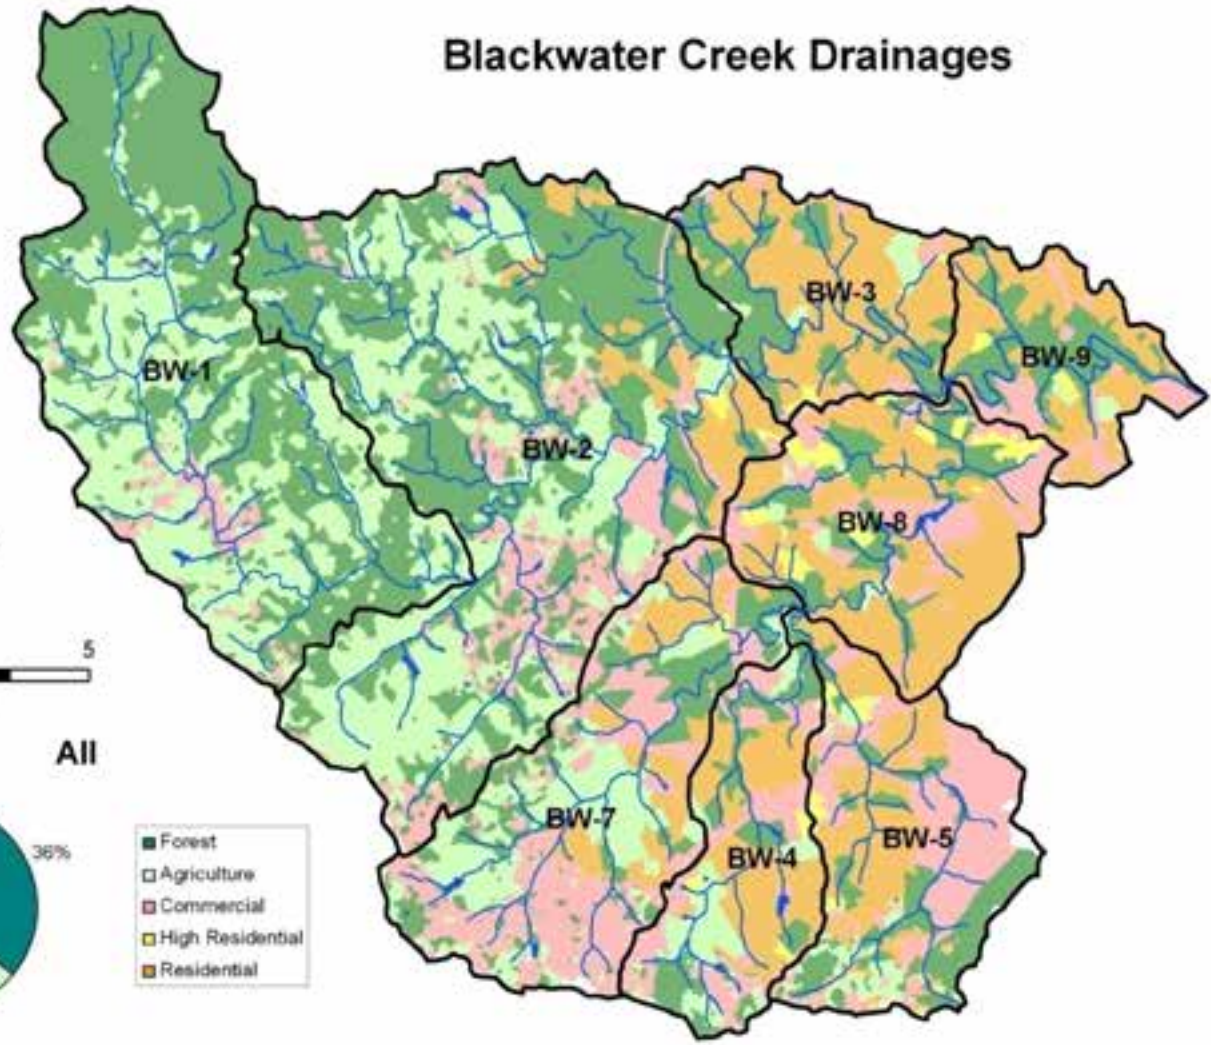 Blackwater Creek Drainages
BW-3
BW-9
BW-1
BW-2
BW-8
5
All
BW-7
BW-5
BW-4
36%
Forest
Agriculture
Commercial
High Residential
Residential